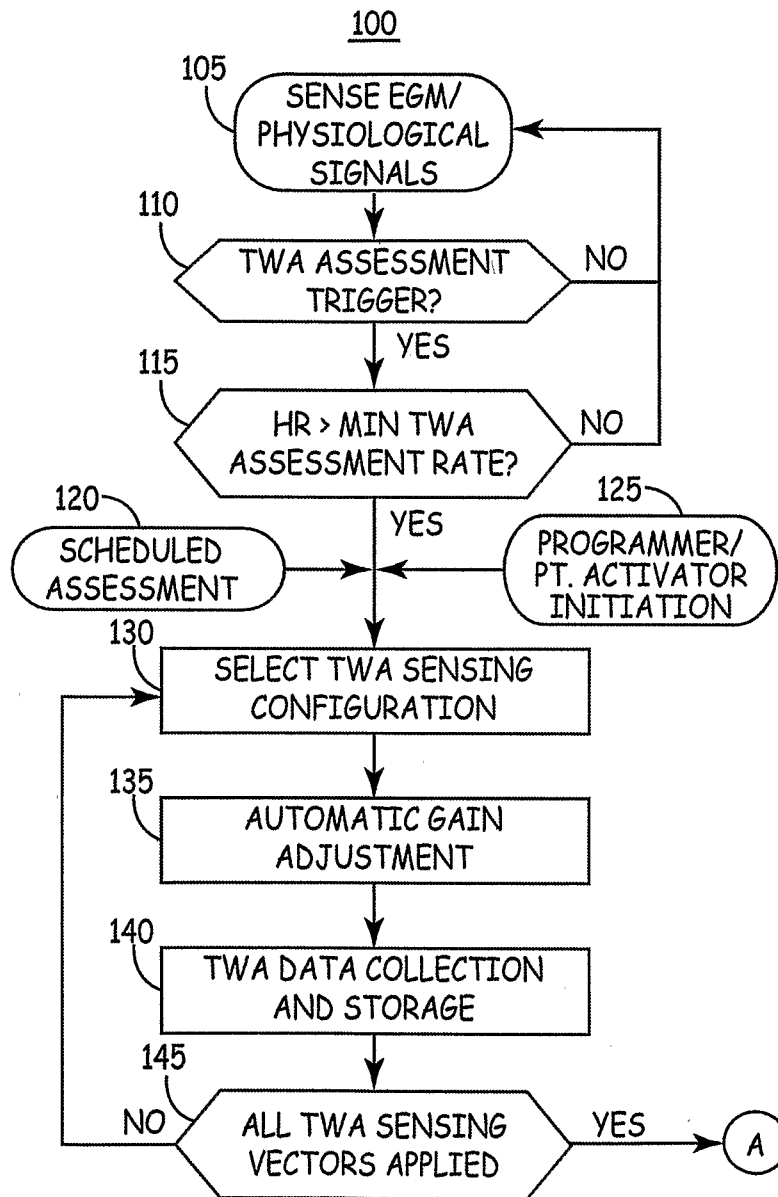 100
105
SENSE EGM/
PHYSIOLOGICAL
SIGNALS
110
TWA ASSESSMENT
TRIGGER?
NO
YES
115
HR > MIN TWA
ASSESSMENT RATE?
NO
YES
120
SCHEDULED
ASSESSMENT
125
PROGRAMMER/
PT. ACTIVATOR
INITIATION
130
SELECT TWA SENSING
CONFIGURATION
135
AUTOMATIC GAIN
ADJUSTMENT
140
TWA DATA COLLECTION
AND STORAGE
145
NO
ALL TWA SENSING
VECTORS APPLIED
YES
A